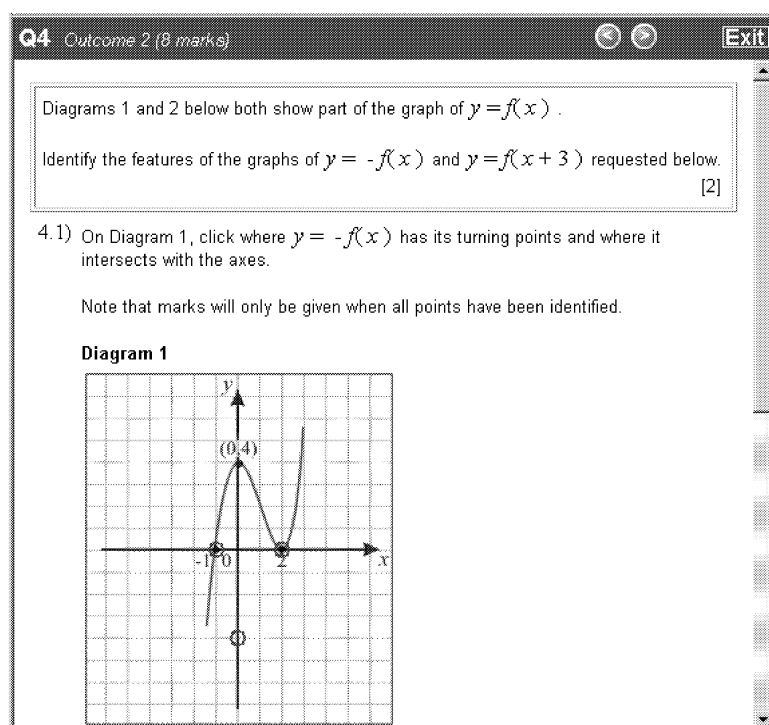 Q4 Outcome 2 (8 marks)
Exit
Diagrams 1 and 2 below both show part of the graph of y = f(x) .
Identify the features of the graphs of y = - f(x) and y = f(x + 3) requested below.
[2]
4.1) On Diagram 1, click where y = - f(x) has its turning points and where it
intersects with the axes.
Note that marks will only be given when all points have been identified.
Diagram 1
y
(0,4)
-1 0 2 x